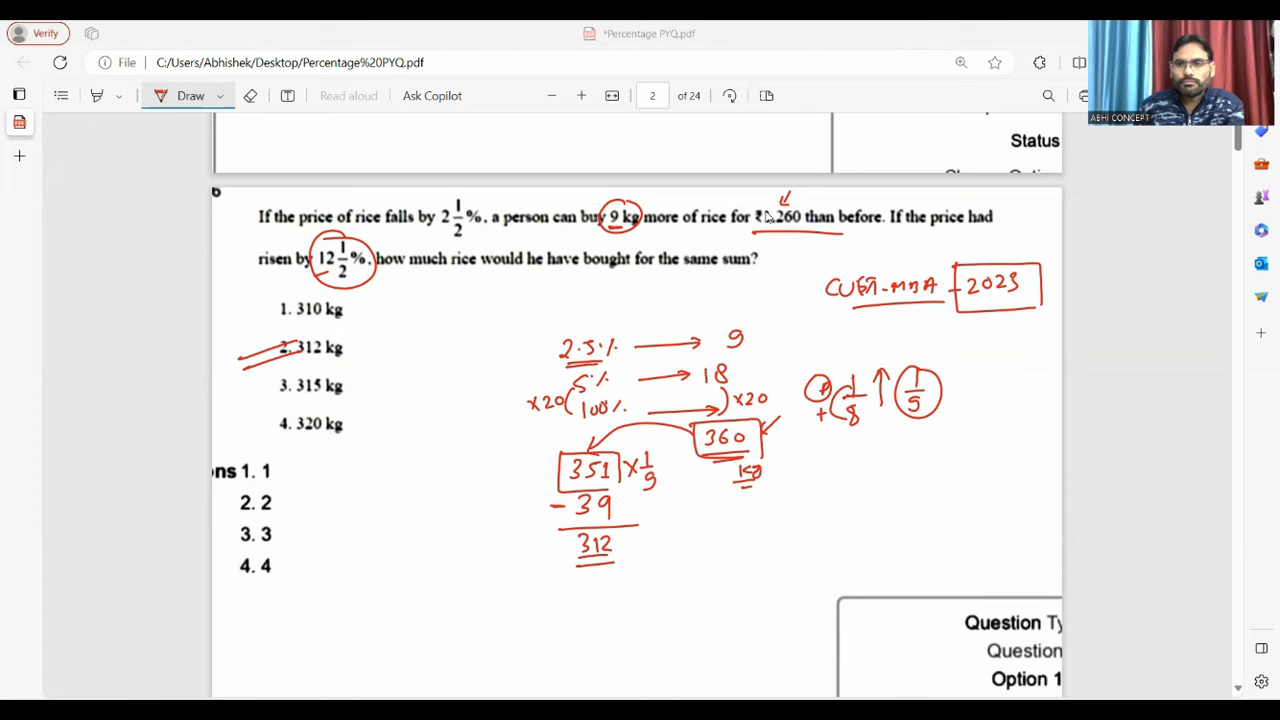 Verify
*Percentage PYQ.pdf
File
C:/Users/Abhishek/Desktop/Percentage%20PYQ.pdf
Draw
Read aloud
Ask Copilot
2
of 24
ABHI CONCEPT
Status
If the price of rice falls by 2 1/2 %, a person can buy 9 kg more of rice for ₹1,260 than before. If the price had
risen by 12 1/2 %, how much rice would he have bought for the same sum?
CUET-MBA - 2023
1. 310 kg
2. 312 kg
3. 315 kg
4. 320 kg
2.5% → 9
5% → 18
×20 ( 100% → ) ×20
360
kg
+ 1/8 ↑ 1/9
351 × 1/9
- 39
312
ns 1. 1
2. 2
3. 3
4. 4
Question Ty
Question
Option 1